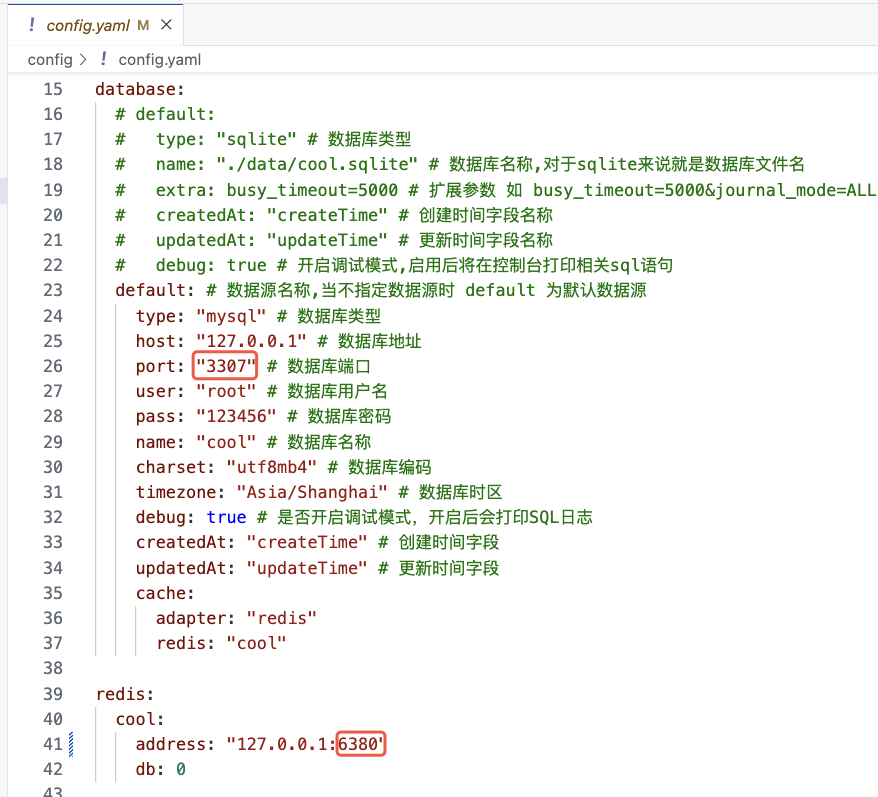 ! config.yaml M ×
config > ! config.yaml
15 database:
16 # default:
17 #   type: "sqlite" # 数据库类型
18 #   name: "./data/cool.sqlite" # 数据库名称,对于sqlite来说就是数据库文件名
19 #   extra: busy_timeout=5000 # 扩展参数 如 busy_timeout=5000&journal_mode=ALL
20 #   createdAt: "createTime" # 创建时间字段名称
21 #   updatedAt: "updateTime" # 更新时间字段名称
22 #   debug: true # 开启调试模式,启用后将在控制台打印相关sql语句
23 default: # 数据源名称,当不指定数据源时 default 为默认数据源
24 type: "mysql" # 数据库类型
25 host: "127.0.0.1" # 数据库地址
26 port: "3307" # 数据库端口
27 user: "root" # 数据库用户名
28 pass: "123456" # 数据库密码
29 name: "cool" # 数据库名称
30 charset: "utf8mb4" # 数据库编码
31 timezone: "Asia/Shanghai" # 数据库时区
32 debug: true # 是否开启调试模式，开启后会打印SQL日志
33 createdAt: "createTime" # 创建时间字段
34 updatedAt: "updateTime" # 更新时间字段
35 cache:
36 adapter: "redis"
37 redis: "cool"
38
39 redis:
40 cool:
41 address: "127.0.0.1:6380"
42 db: 0
43